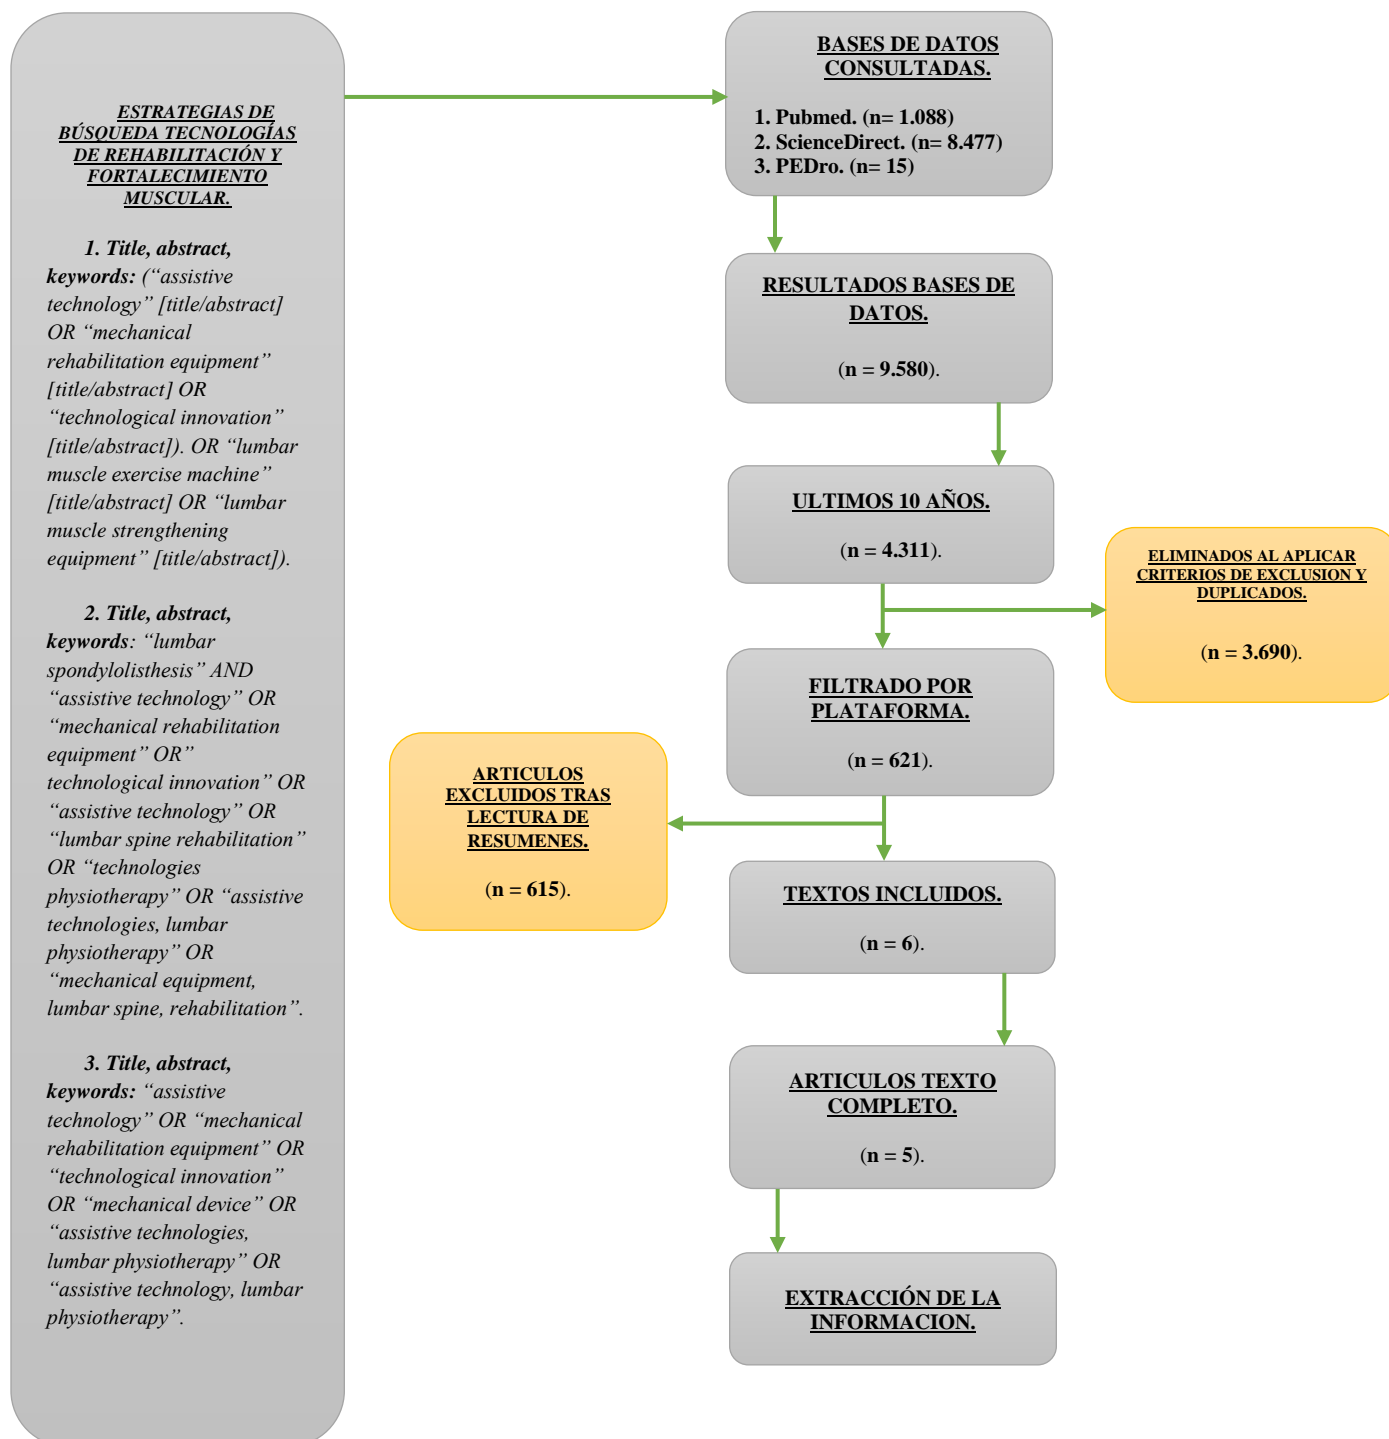 ESTRATEGIAS DE
BÚSQUEDA TECNOLOGÍAS
DE REHABILITACIÓN Y
FORTALECIMIENTO
MUSCULAR.
1. Title, abstract,
keywords: (“assistive
technology” [title/abstract]
OR “mechanical
rehabilitation equipment”
[title/abstract] OR
“technological innovation”
[title/abstract]). OR “lumbar
muscle exercise machine”
[title/abstract] OR “lumbar
muscle strengthening
equipment” [title/abstract]).
2. Title, abstract,
keywords: “lumbar
spondylolisthesis” AND
“assistive technology” OR
“mechanical rehabilitation
equipment” OR”
technological innovation” OR
“assistive technology” OR
“lumbar spine rehabilitation”
OR “technologies
physiotherapy” OR “assistive
technologies, lumbar
physiotherapy” OR
“mechanical equipment,
lumbar spine, rehabilitation”.
3. Title, abstract,
keywords: “assistive
technology” OR “mechanical
rehabilitation equipment” OR
“technological innovation”
OR “mechanical device” OR
“assistive technologies,
lumbar physiotherapy” OR
“assistive technology, lumbar
physiotherapy”.
BASES DE DATOS
CONSULTADAS.
1. Pubmed. (n= 1.088)
2. ScienceDirect. (n= 8.477)
3. PEDro. (n= 15)
RESULTADOS BASES DE
DATOS.
(n = 9.580).
ULTIMOS 10 AÑOS.
(n = 4.311).
ELIMINADOS AL APLICAR
CRITERIOS DE EXCLUSION Y
DUPLICADOS.
(n = 3.690).
FILTRADO POR
PLATAFORMA.
(n = 621).
ARTICULOS
EXCLUIDOS TRAS
LECTURA DE
RESUMENES.
(n = 615).
TEXTOS INCLUIDOS.
(n = 6).
ARTICULOS TEXTO
COMPLETO.
(n = 5).
EXTRACCIÓN DE LA
INFORMACION.